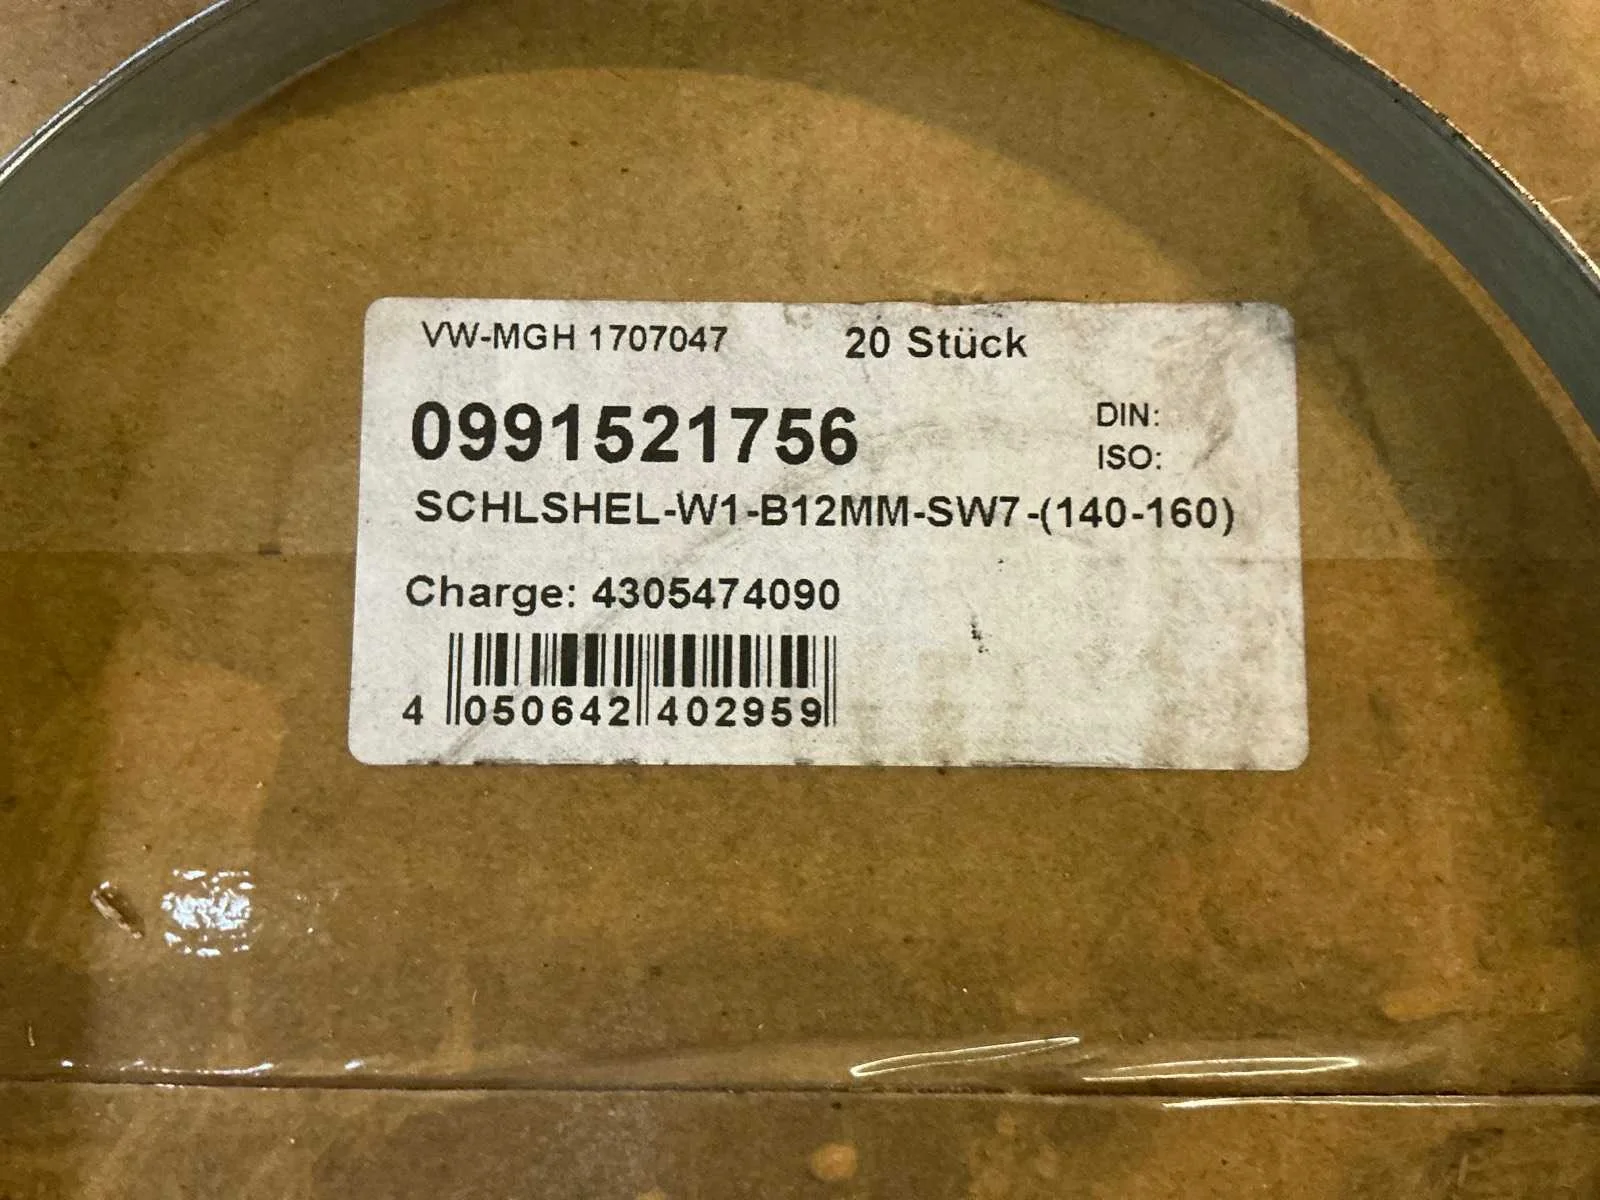 VW-MGH 1707047 20 Stück
0991521756 DIN:
ISO:
SCHLSHEL-W1-B12MM-SW7-(140-160)
Charge: 4305474090
4 050642 402959